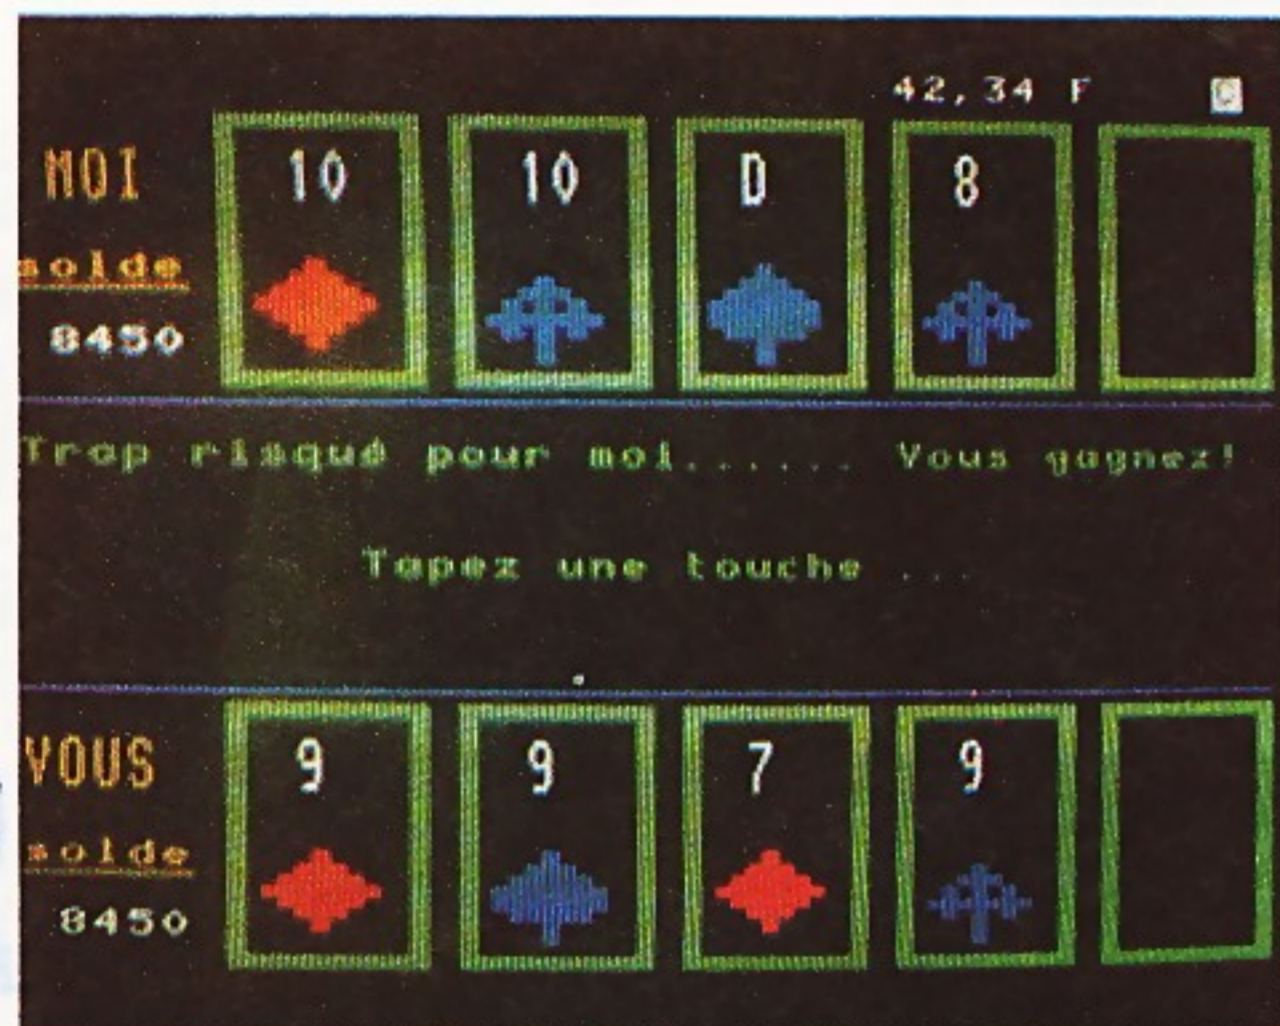 42,34 F C
MOI 10 10 D 8
solde
8450
Trop risqué pour moi...... Vous gagnez!
Tapez une touche ...
VOUS 9 9 7 9
solde
8450